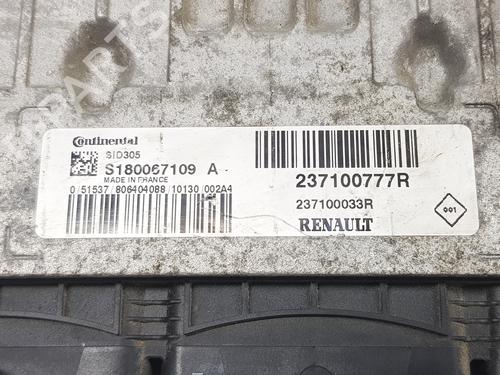 Continental
SID305
S180067109 A
MADE IN FRANCE
0/51537/806404088/10130/002A4
237100777R
237100033R
RENAULT
001